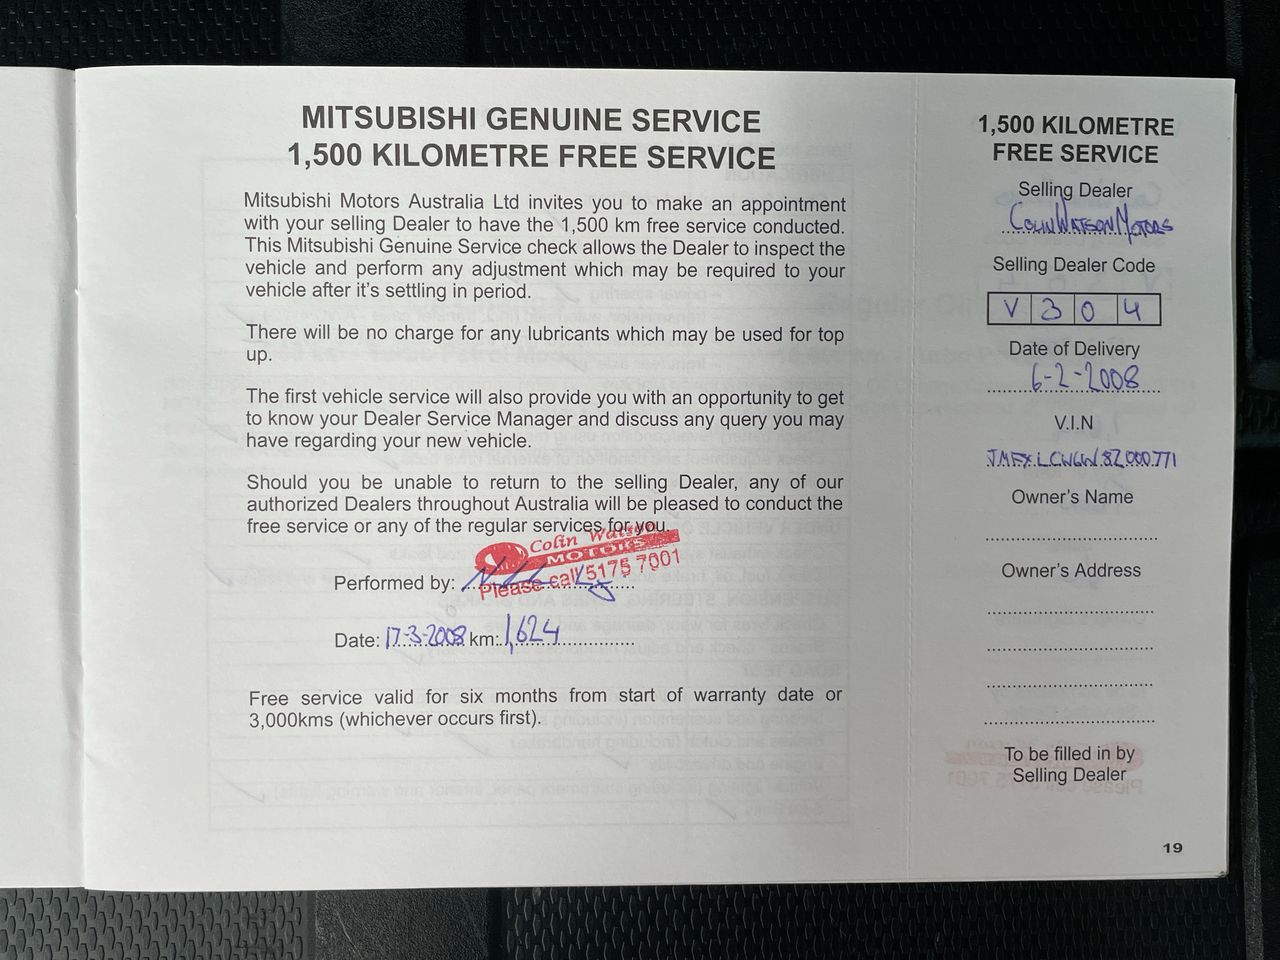 MITSUBISHI GENUINE SERVICE
1,500 KILOMETRE FREE SERVICE
Mitsubishi Motors Australia Ltd invites you to make an appointment
with your selling Dealer to have the 1,500 km free service conducted.
This Mitsubishi Genuine Service check allows the Dealer to inspect the
vehicle and perform any adjustment which may be required to your
vehicle after it's settling in period.
There will be no charge for any lubricants which may be used for top
up.
The first vehicle service will also provide you with an opportunity to get
to know your Dealer Service Manager and discuss any query you may
have regarding your new vehicle.
Should you be unable to return to the selling Dealer, any of our
authorized Dealers throughout Australia will be pleased to conduct the
free service or any of the regular services for you.
Colin Watson
MOTORS
Please call 5175 7001
Performed by:
Date: 17-3-2008 km: 1,624
Free service valid for six months from start of warranty date or
3,000kms (whichever occurs first).
1,500 KILOMETRE
FREE SERVICE
Selling Dealer
COLIN WATSON MOTORS
Selling Dealer Code
V 304
Date of Delivery
6-2-2008
V.I.N
JMFXLCW6W8Z000771
Owner's Name
Owner's Address
To be filled in by
Selling Dealer
19